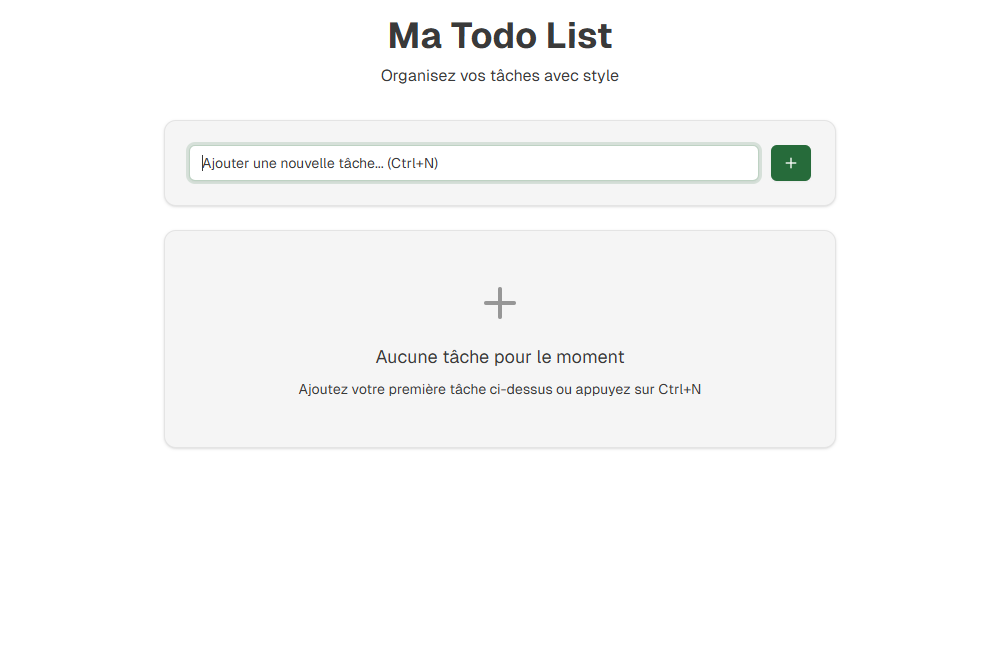 Ma Todo List
Organisez vos tâches avec style
Ajouter une nouvelle tâche... (Ctrl+N)
Aucune tâche pour le moment
Ajoutez votre première tâche ci-dessus ou appuyez sur Ctrl+N